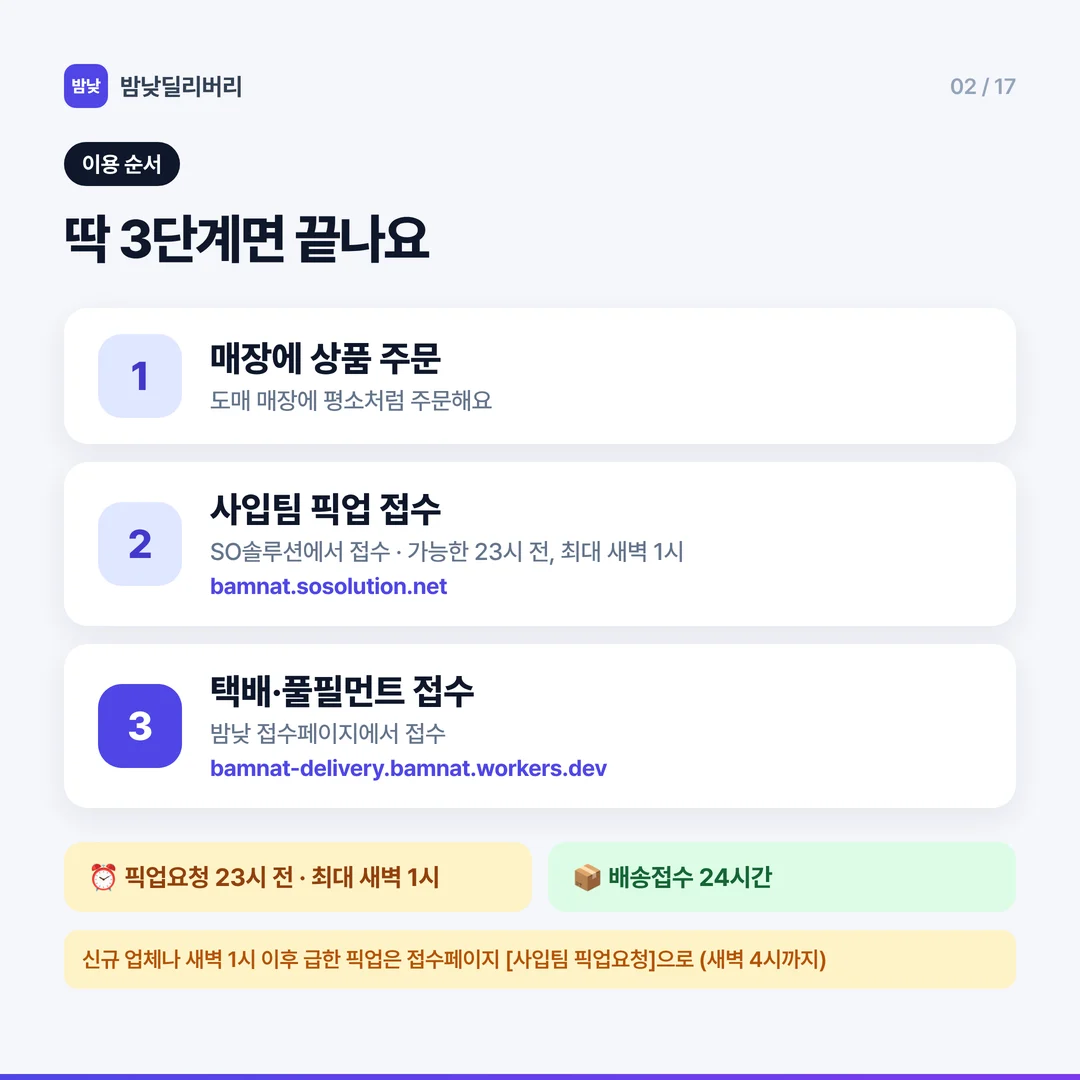 밤낮
밤낮딜리버리
02 / 17
이용 순서
딱 3단계면 끝나요
1
매장에 상품 주문
도매 매장에 평소처럼 주문해요
2
사입팀 픽업 접수
SO솔루션에서 접수 · 가능한 23시 전, 최대 새벽 1시
bamnat.sosolution.net
3
택배·풀필먼트 접수
밤낮 접수페이지에서 접수
bamnat-delivery.bamnat.workers.dev
⏰ 픽업요청 23시 전 · 최대 새벽 1시
📦 배송접수 24시간
신규 업체나 새벽 1시 이후 급한 픽업은 접수페이지 [사입팀 픽업요청]으로 (새벽 4시까지)